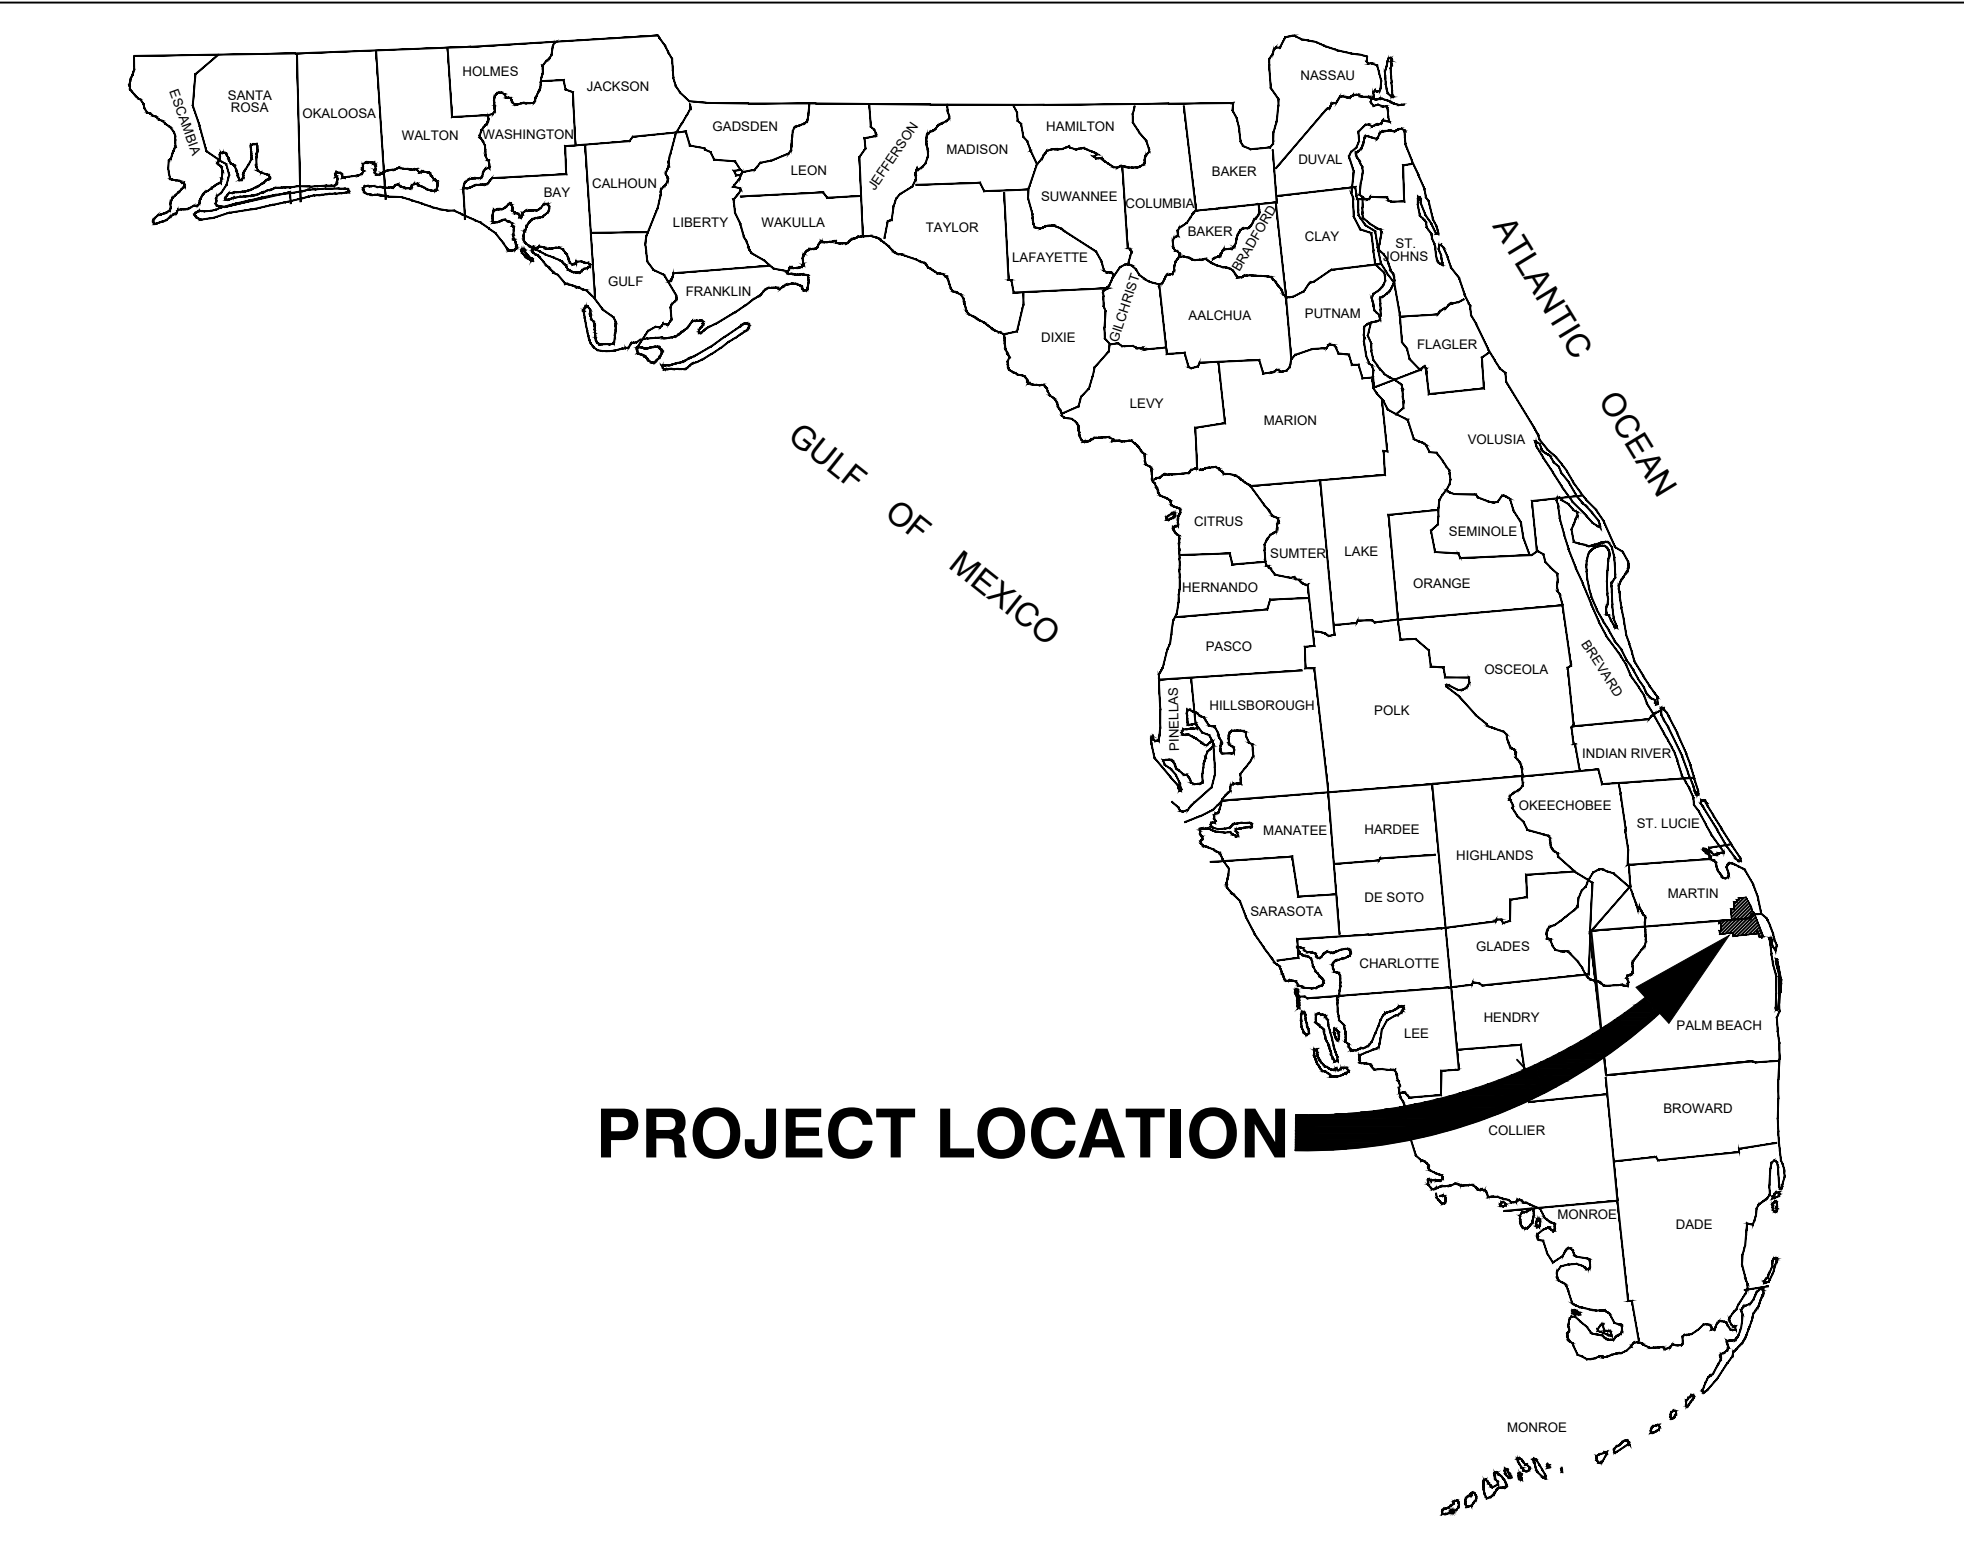 HOLMES
JACKSON
NASSAU
SANTA
ROSA
ESCAMBIA
OKALOOSA
WALTON
WASHINGTON
GADSDEN
JEFFERSON
MADISON
HAMILTON
LEON
BAKER
DUVAL
BAY
CALHOUN
LIBERTY
WAKULLA
TAYLOR
SUWANNEE
COLUMBIA
LAFAYETTE
BAKER
BRADFORD
CLAY
ST.
JOHNS
GULF
FRANKLIN
DIXIE
GILCHRIST
AALCHUA
PUTNAM
FLAGLER
ATLANTIC
OCEAN
LEVY
MARION
VOLUSIA
GULF
OF
MEXICO
CITRUS
SUMTER
LAKE
SEMINOLE
ORANGE
HERNANDO
PASCO
OSCEOLA
BREVARD
PINELLAS
HILLSBOROUGH
POLK
INDIAN RIVER
OKEECHOBEE
MANATEE
HARDEE
ST. LUCIE
HIGHLANDS
SARASOTA
DE SOTO
MARTIN
GLADES
CHARLOTTE
LEE
HENDRY
PALM BEACH
PROJECT LOCATION
BROWARD
COLLIER
MONROE
DADE
MONROE